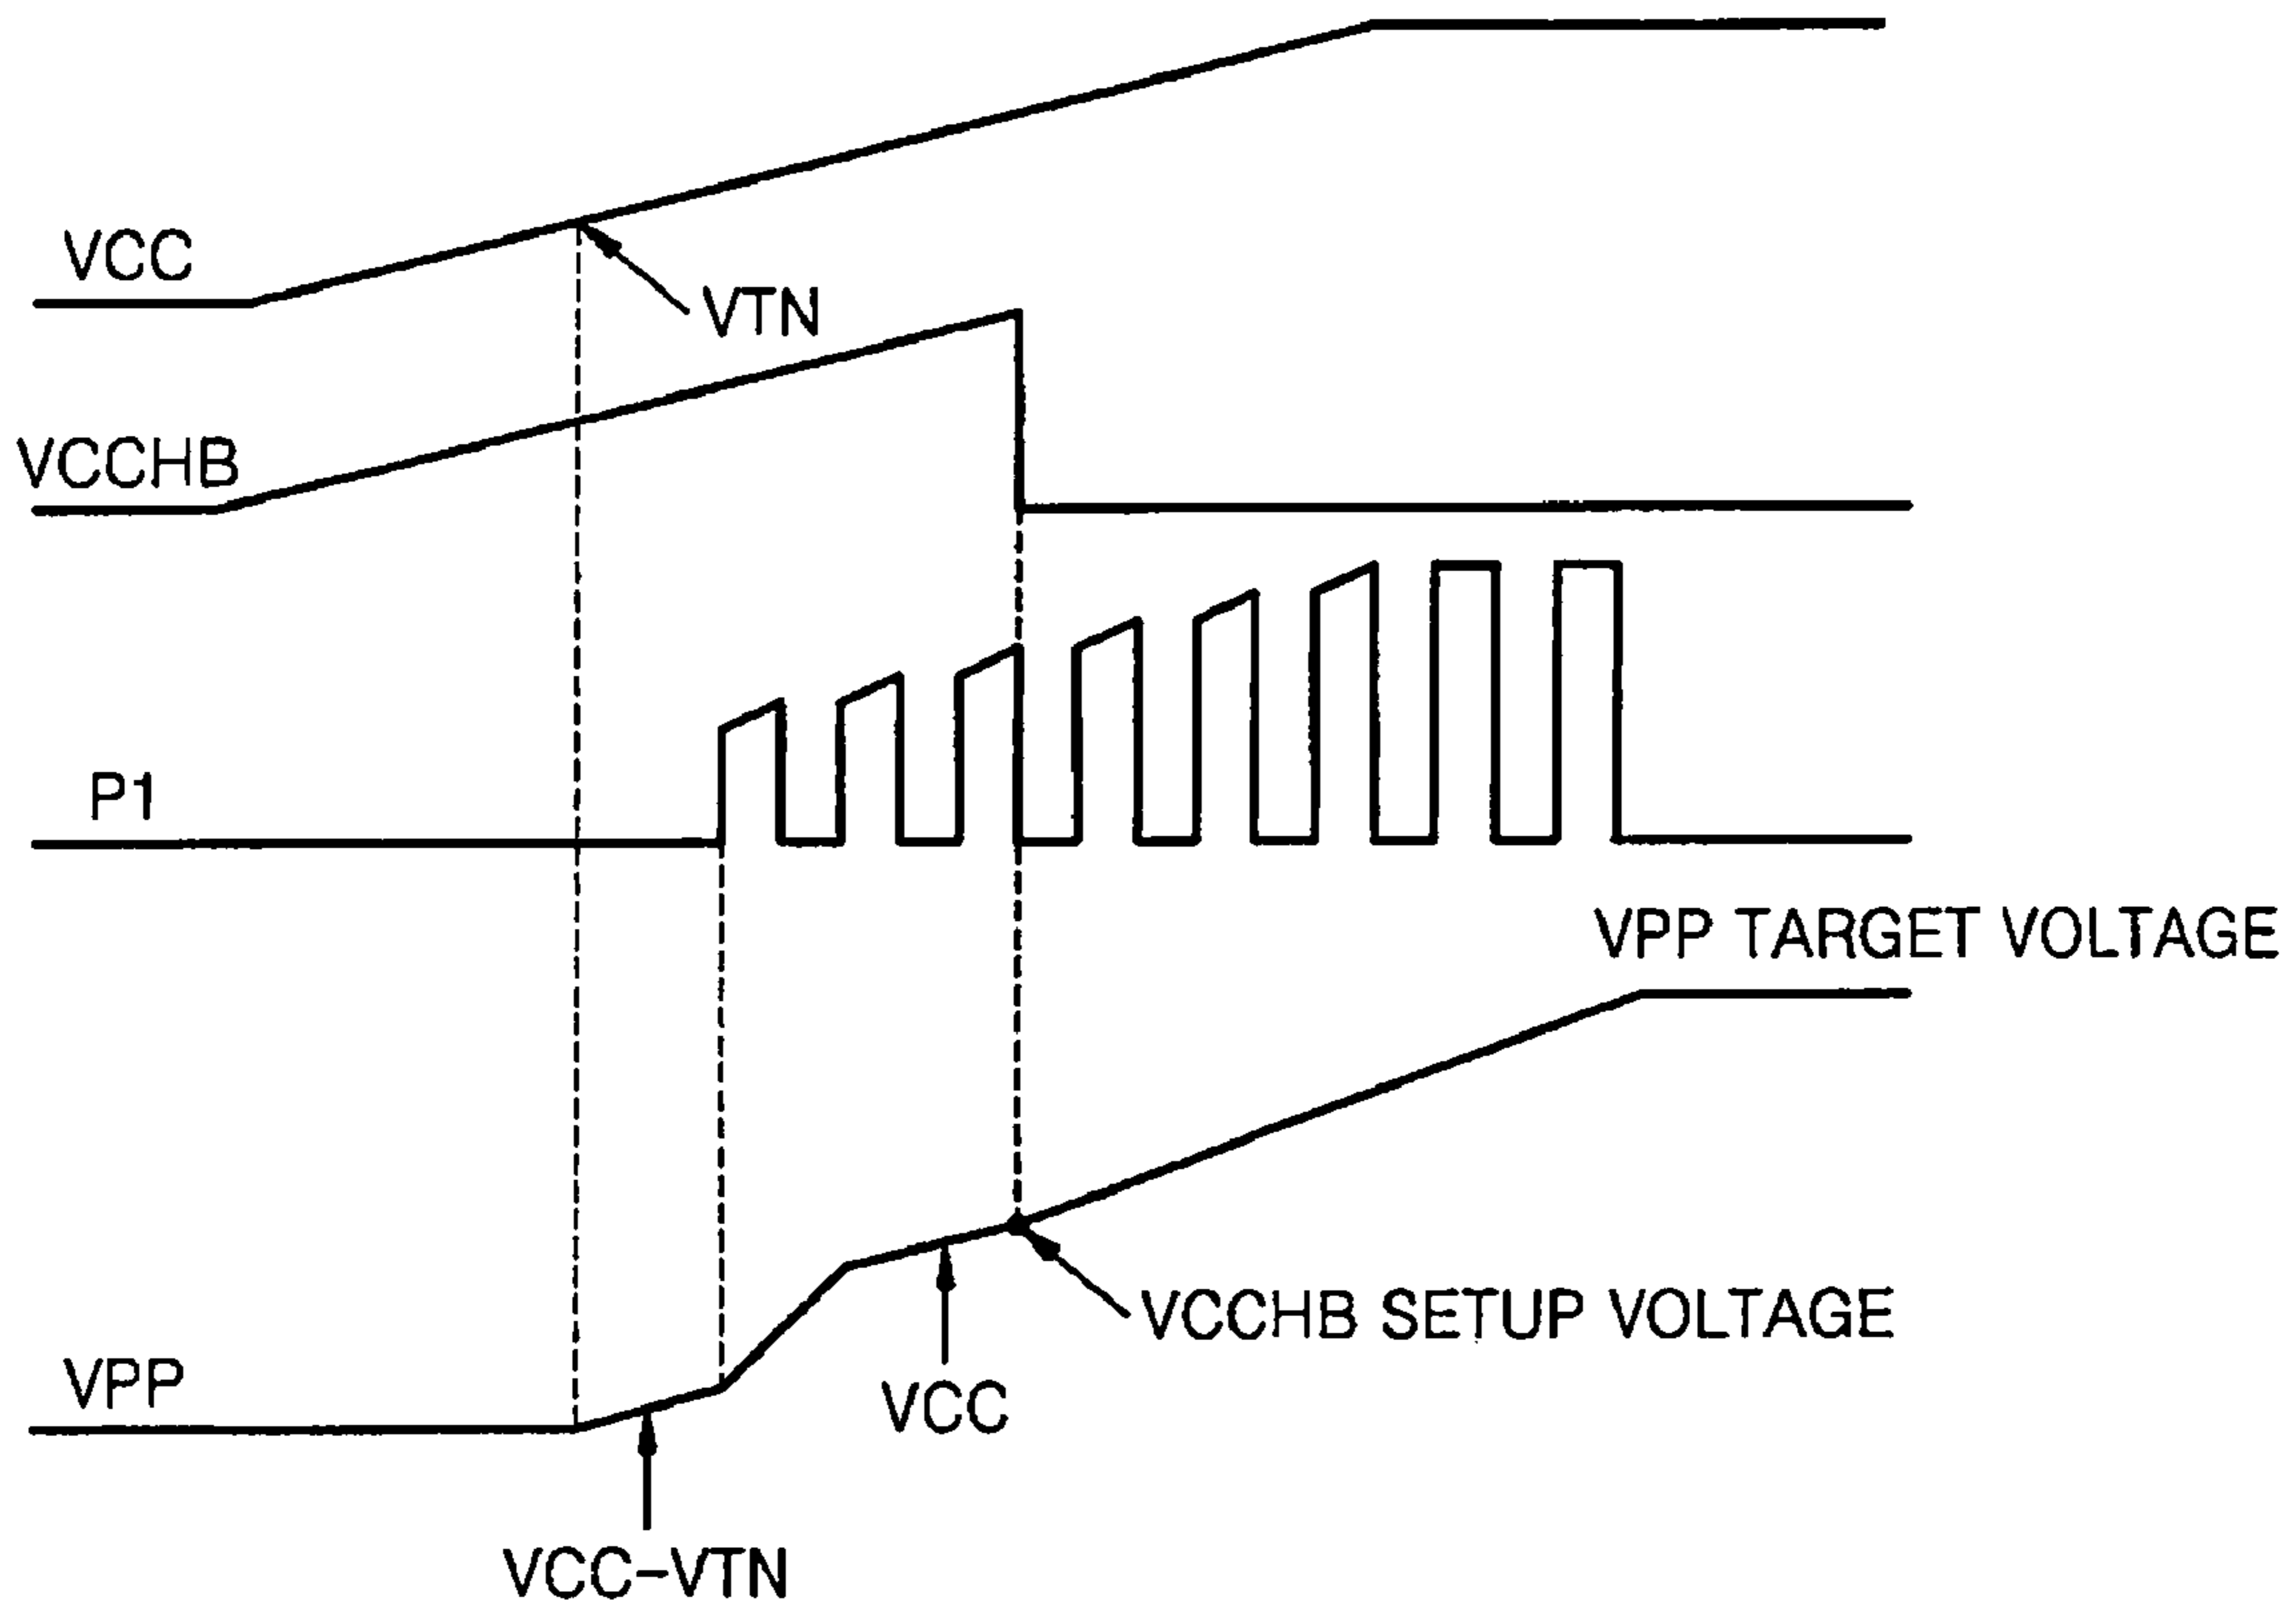 VCC
VTN
VCCHB
P1
VPP TARGET VOLTAGE
VCCHB SETUP VOLTAGE
VPP
VCC
VCC-VTN